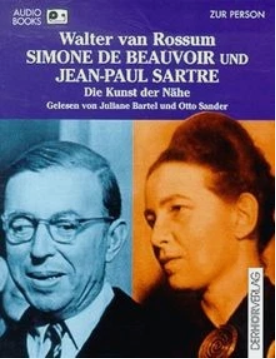 AUDIO
BOOKS
ZUR PERSON
Walter van Rossum
SIMONE DE BEAUVOIR UND
JEAN-PAUL SARTRE
Die Kunst der Nähe
Gelesen von Juliane Bartel und Otto Sander
DERHÖRVERLAG